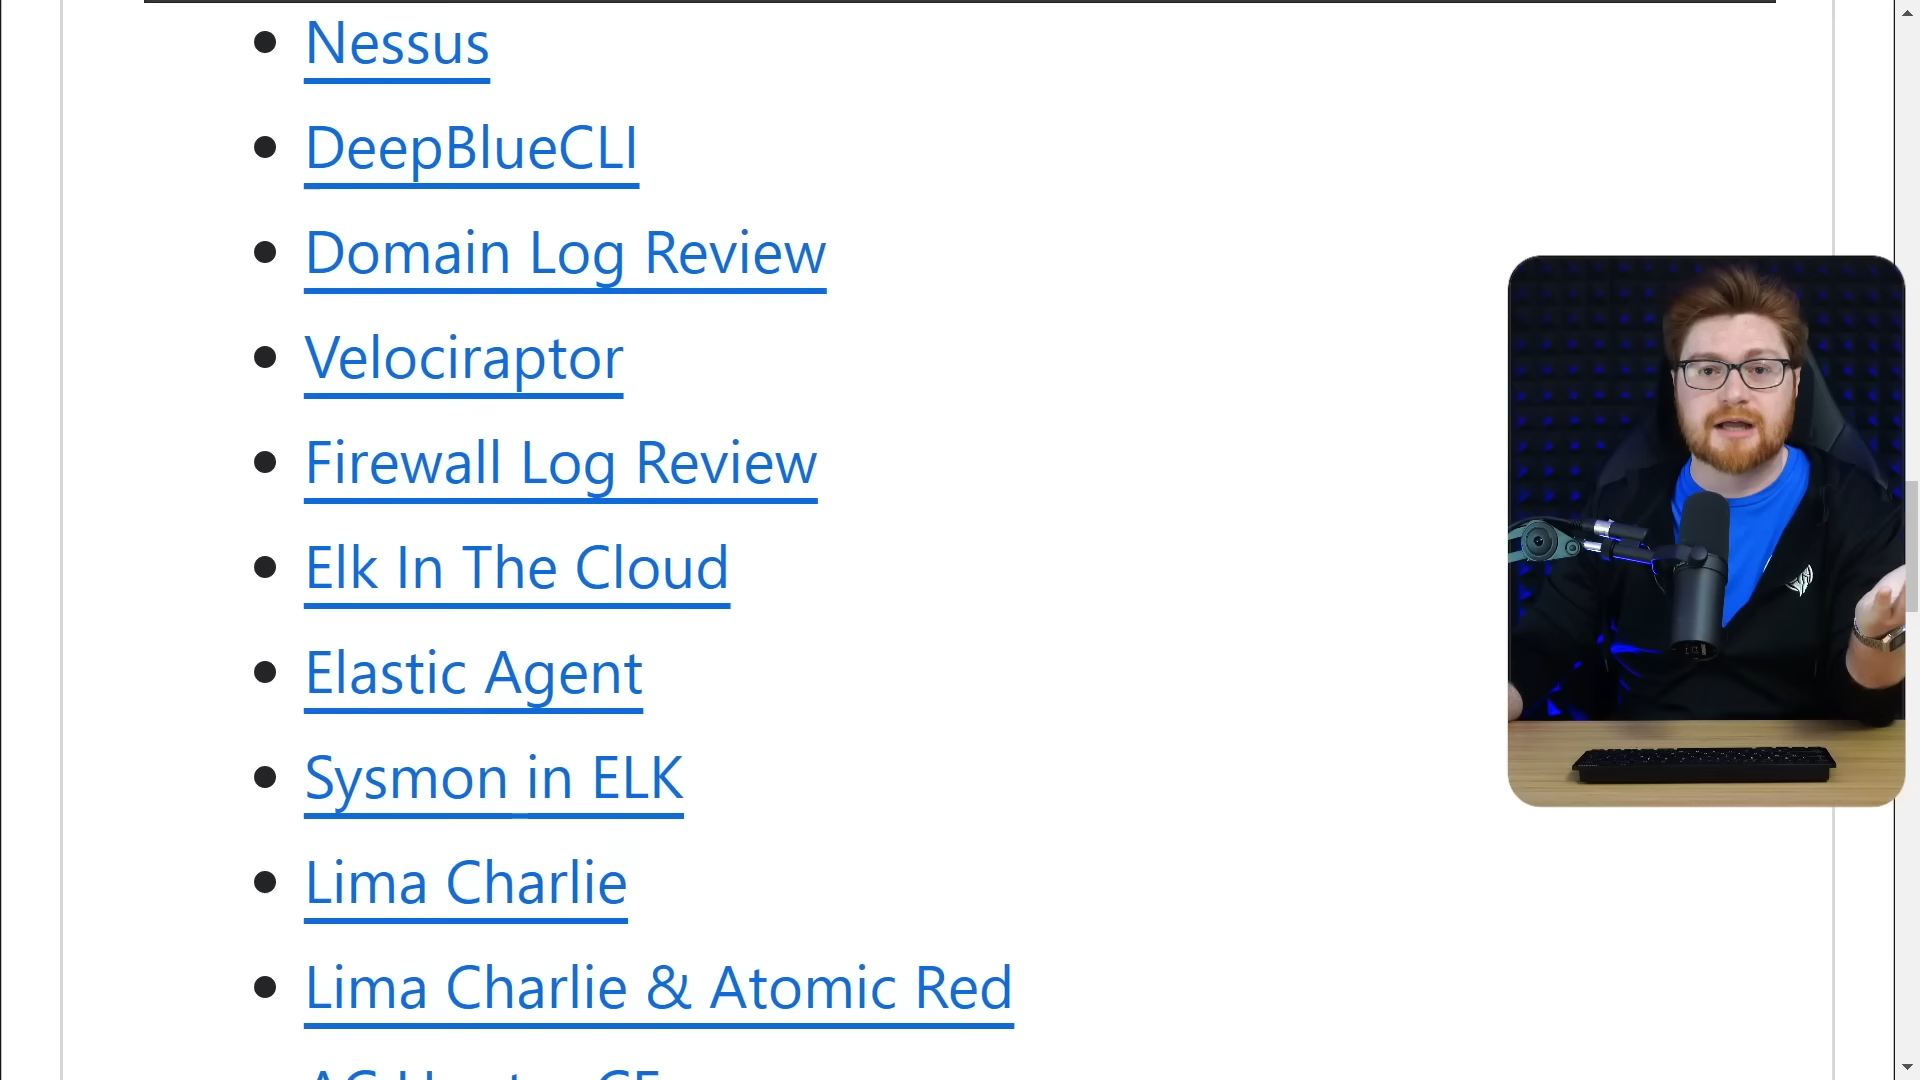 Nessus
DeepBlueCLI
Domain Log Review
Velociraptor
Firewall Log Review
Elk In The Cloud
Elastic Agent
Sysmon in ELK
Lima Charlie
Lima Charlie & Atomic Red